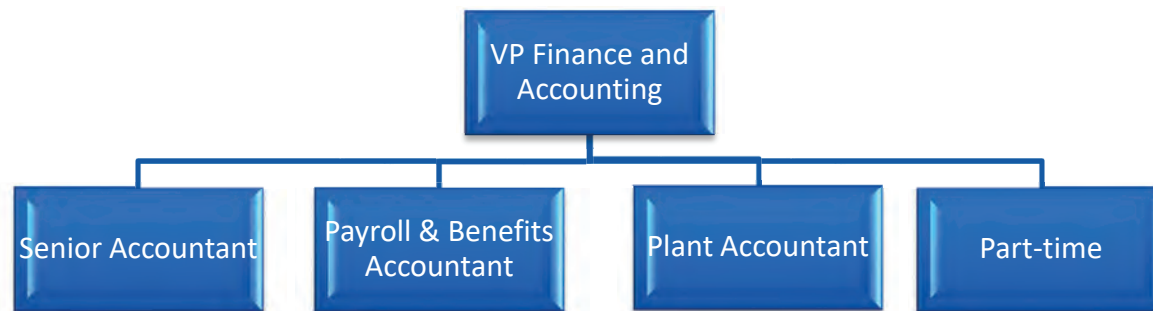 VP Finance and
Accounting
Senior Accountant
Payroll & Benefits
Accountant
Plant Accountant
Part-time